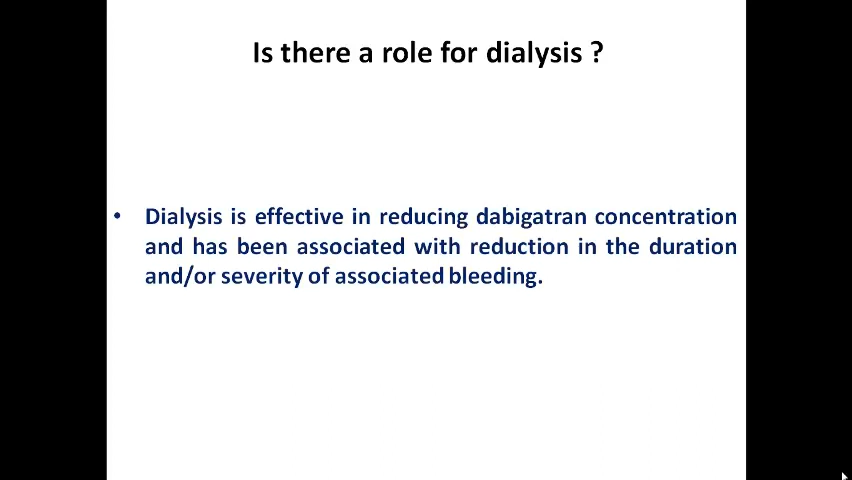 Is there a role for dialysis ?
• Dialysis is effective in reducing dabigatran concentration
and has been associated with reduction in the duration
and/or severity of associated bleeding.